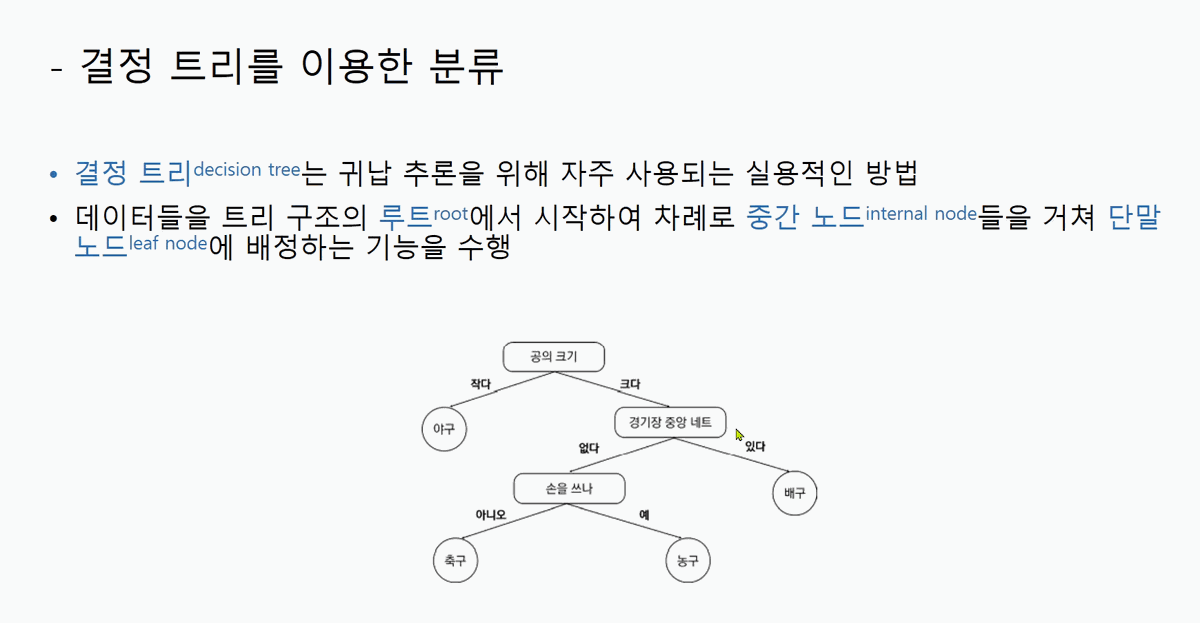 - 결정 트리를 이용한 분류
• 결정 트리decision tree는 귀납 추론을 위해 자주 사용되는 실용적인 방법
• 데이터들을 트리 구조의 루트root에서 시작하여 차례로 중간 노드internal node들을 거쳐 단말
노드leaf node에 배정하는 기능을 수행
공의 크기
작다
크다
야구
경기장 중앙 네트
없다
있다
손을 쓰나
배구
아니오
예
축구
농구